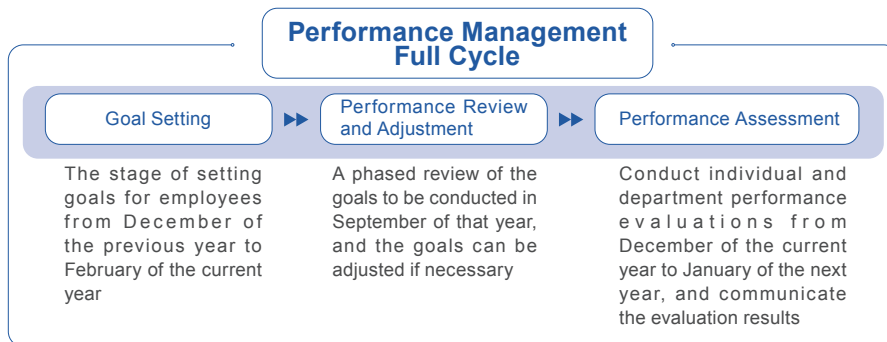 Performance Management
Full Cycle
Goal Setting
Performance Review
and Adjustment
Performance Assessment
The stage of setting
goals for employees
from December of
the previous year to
February of the current
year
A phased review of the
goals to be conducted in
September of that year,
and the goals can be
adjusted if necessary
Conduct individual and
department performance
evaluations from
December of the current
year to January of the next
year, and communicate
the evaluation results